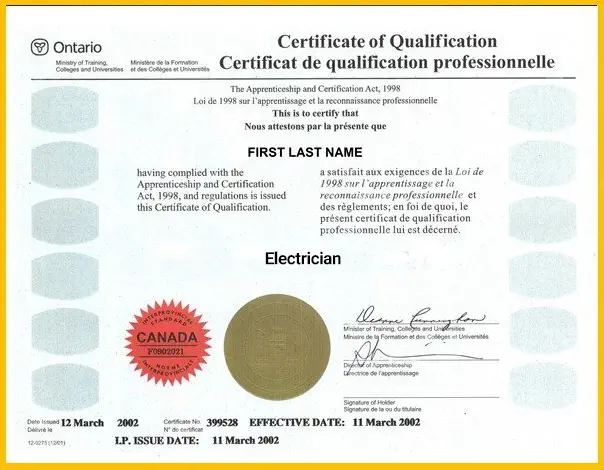 Ontario
Certificate of Qualification
Certificat de qualification professionnelle
Ministry of Training,
Colleges and Universities
Ministère de la Formation
et des Collèges et Universités
The Apprenticeship and Certification Act, 1998
Loi de 1998 sur l'apprentissage et la reconnaissance professionnelle
This is to certify that
Nous attestons par la présente que
FIRST LAST NAME
having complied with the
Apprenticeship and Certification
Act, 1998, and regulations is issued
this Certificate of Qualification.
a satisfait aux exigences de la Loi de
1998 sur l'apprentissage et la
reconnaissance professionnelle et
des règlements; en foi de quoi, le
présent certificat de qualification
professionnelle lui est décerné.
Electrician
INTERPROVINCIAL
STANDARD
CANADA
F0902021
NORME
INTERPROVINCIALE
Minister of Training, Colleges and Universities
Ministre de la Formation et des Collèges et Universités
Director of Apprenticeship
Directrice de l'apprentissage
Signature of Holder
Signature de la ou du titulaire
Date Issued 12 March 2002
Délivré le
Certificate No. 399528
N° de certificat
EFFECTIVE DATE: 11 March 2002
12-0275 (12/01)
I.P. ISSUE DATE: 11 March 2002